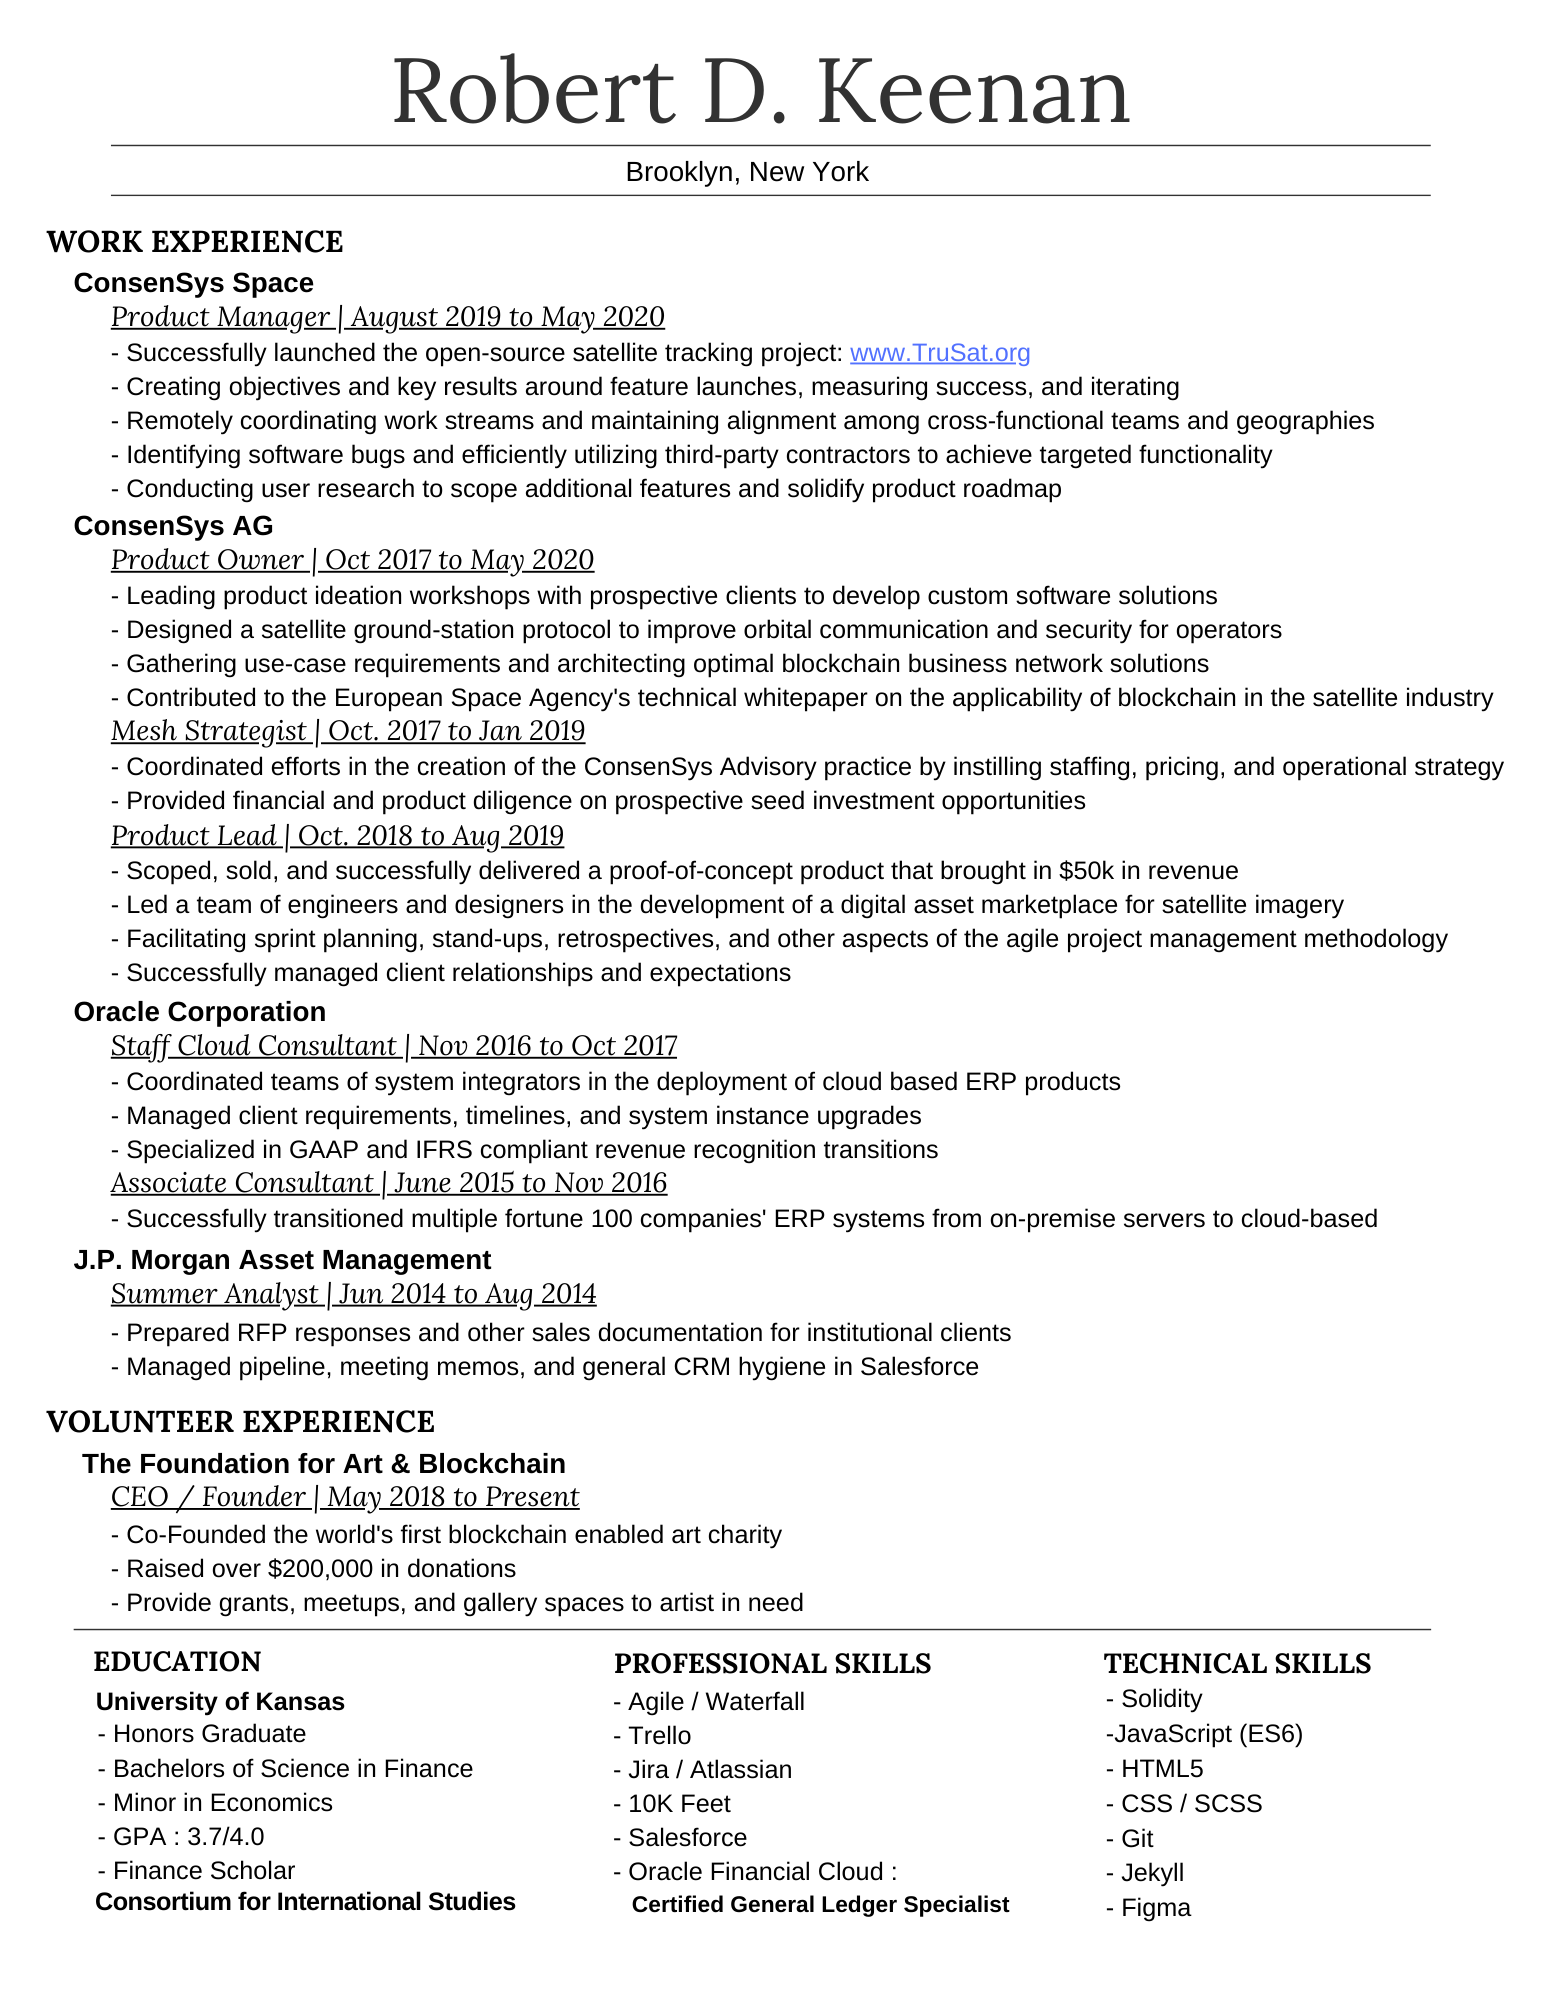 Robert D. Keenan
Brooklyn, New York
WORK EXPERIENCE
ConsenSys Space
Product Manager | August 2019 to May 2020
- Successfully launched the open-source satellite tracking project: www.TruSat.org
- Creating objectives and key results around feature launches, measuring success, and iterating
- Remotely coordinating work streams and maintaining alignment among cross-functional teams and geographies
- Identifying software bugs and efficiently utilizing third-party contractors to achieve targeted functionality
- Conducting user research to scope additional features and solidify product roadmap
ConsenSys AG
Product Owner | Oct 2017 to May 2020
- Leading product ideation workshops with prospective clients to develop custom software solutions
- Designed a satellite ground-station protocol to improve orbital communication and security for operators
- Gathering use-case requirements and architecting optimal blockchain business network solutions
- Contributed to the European Space Agency's technical whitepaper on the applicability of blockchain in the satellite industry
Mesh Strategist | Oct. 2017 to Jan 2019
- Coordinated efforts in the creation of the ConsenSys Advisory practice by instilling staffing, pricing, and operational strategy
- Provided financial and product diligence on prospective seed investment opportunities
Product Lead | Oct. 2018 to Aug 2019
- Scoped, sold, and successfully delivered a proof-of-concept product that brought in $50k in revenue
- Led a team of engineers and designers in the development of a digital asset marketplace for satellite imagery
- Facilitating sprint planning, stand-ups, retrospectives, and other aspects of the agile project management methodology
- Successfully managed client relationships and expectations
Oracle Corporation
Staff Cloud Consultant | Nov 2016 to Oct 2017
- Coordinated teams of system integrators in the deployment of cloud based ERP products
- Managed client requirements, timelines, and system instance upgrades
- Specialized in GAAP and IFRS compliant revenue recognition transitions
Associate Consultant | June 2015 to Nov 2016
- Successfully transitioned multiple fortune 100 companies' ERP systems from on-premise servers to cloud-based
J.P. Morgan Asset Management
Summer Analyst | Jun 2014 to Aug 2014
- Prepared RFP responses and other sales documentation for institutional clients
- Managed pipeline, meeting memos, and general CRM hygiene in Salesforce
VOLUNTEER EXPERIENCE
The Foundation for Art & Blockchain
CEO / Founder | May 2018 to Present
- Co-Founded the world's first blockchain enabled art charity
- Raised over $200,000 in donations
- Provide grants, meetups, and gallery spaces to artist in need
EDUCATION
University of Kansas
- Honors Graduate
- Bachelors of Science in Finance
- Minor in Economics
- GPA : 3.7/4.0
- Finance Scholar
Consortium for International Studies
PROFESSIONAL SKILLS
- Agile / Waterfall
- Trello
- Jira / Atlassian
- 10K Feet
- Salesforce
- Oracle Financial Cloud :
Certified General Ledger Specialist
TECHNICAL SKILLS
- Solidity
-JavaScript (ES6)
- HTML5
- CSS / SCSS
- Git
- Jekyll
- Figma